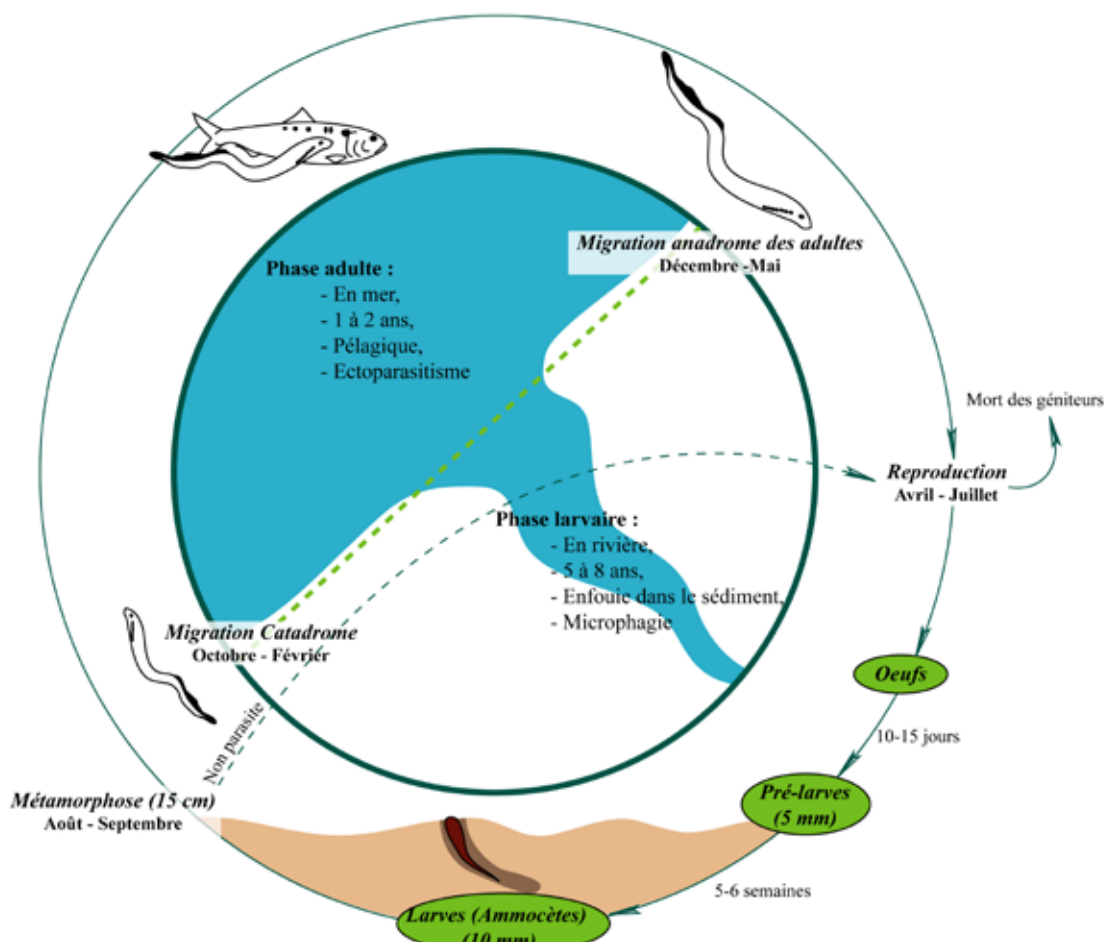 Migration anadrome des adultes
Décembre -Mai
Phase adulte :
- En mer,
- 1 à 2 ans,
- Pélagique,
- Ectoparasitisme
Mort des géniteurs
Reproduction
Avril - Juillet
Phase larvaire :
- En rivière,
- 5 à 8 ans,
- Enfouie dans le sédiment,
- Microphagie
Migration Catadrome
Octobre - Février
Oeufs
10-15 jours
Non parasite
Métamorphose (15 cm)
Août - Septembre
Pré-larves
(5 mm)
5-6 semaines
Larves (Ammocètes)
(10 mm)